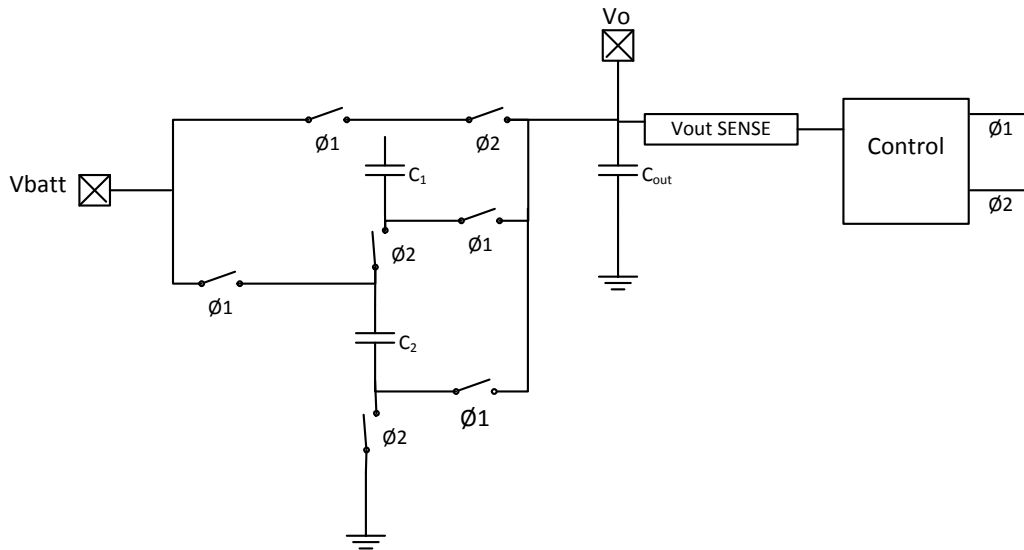 Vo
Vout SENSE
Control
Ø1
Ø2
Ø1
Ø2
C1
Cout
Vbatt
Ø1
Ø2
Ø1
C2
Ø1
Ø2